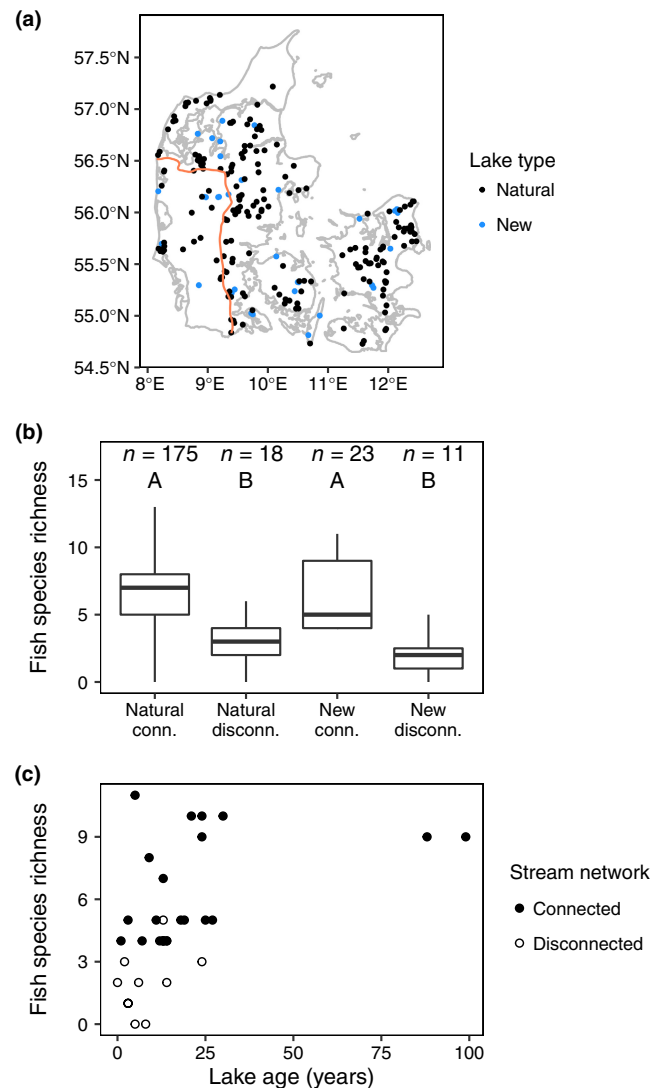 (a)
57.5°N
57.0°N
56.5°N
56.0°N
55.5°N
55.0°N
54.5°N
8°E 9°E 10°E 11°E 12°E
Lake type
Natural
New
(b)
n = 175 n = 18 n = 23 n = 11
A B A B
Fish species richness
15
10
5
0
Natural conn.
Natural disconn.
New conn.
New disconn.
(c)
Fish species richness
9
6
3
0
0 25 50 75 100
Lake age (years)
Stream network
Connected
Disconnected